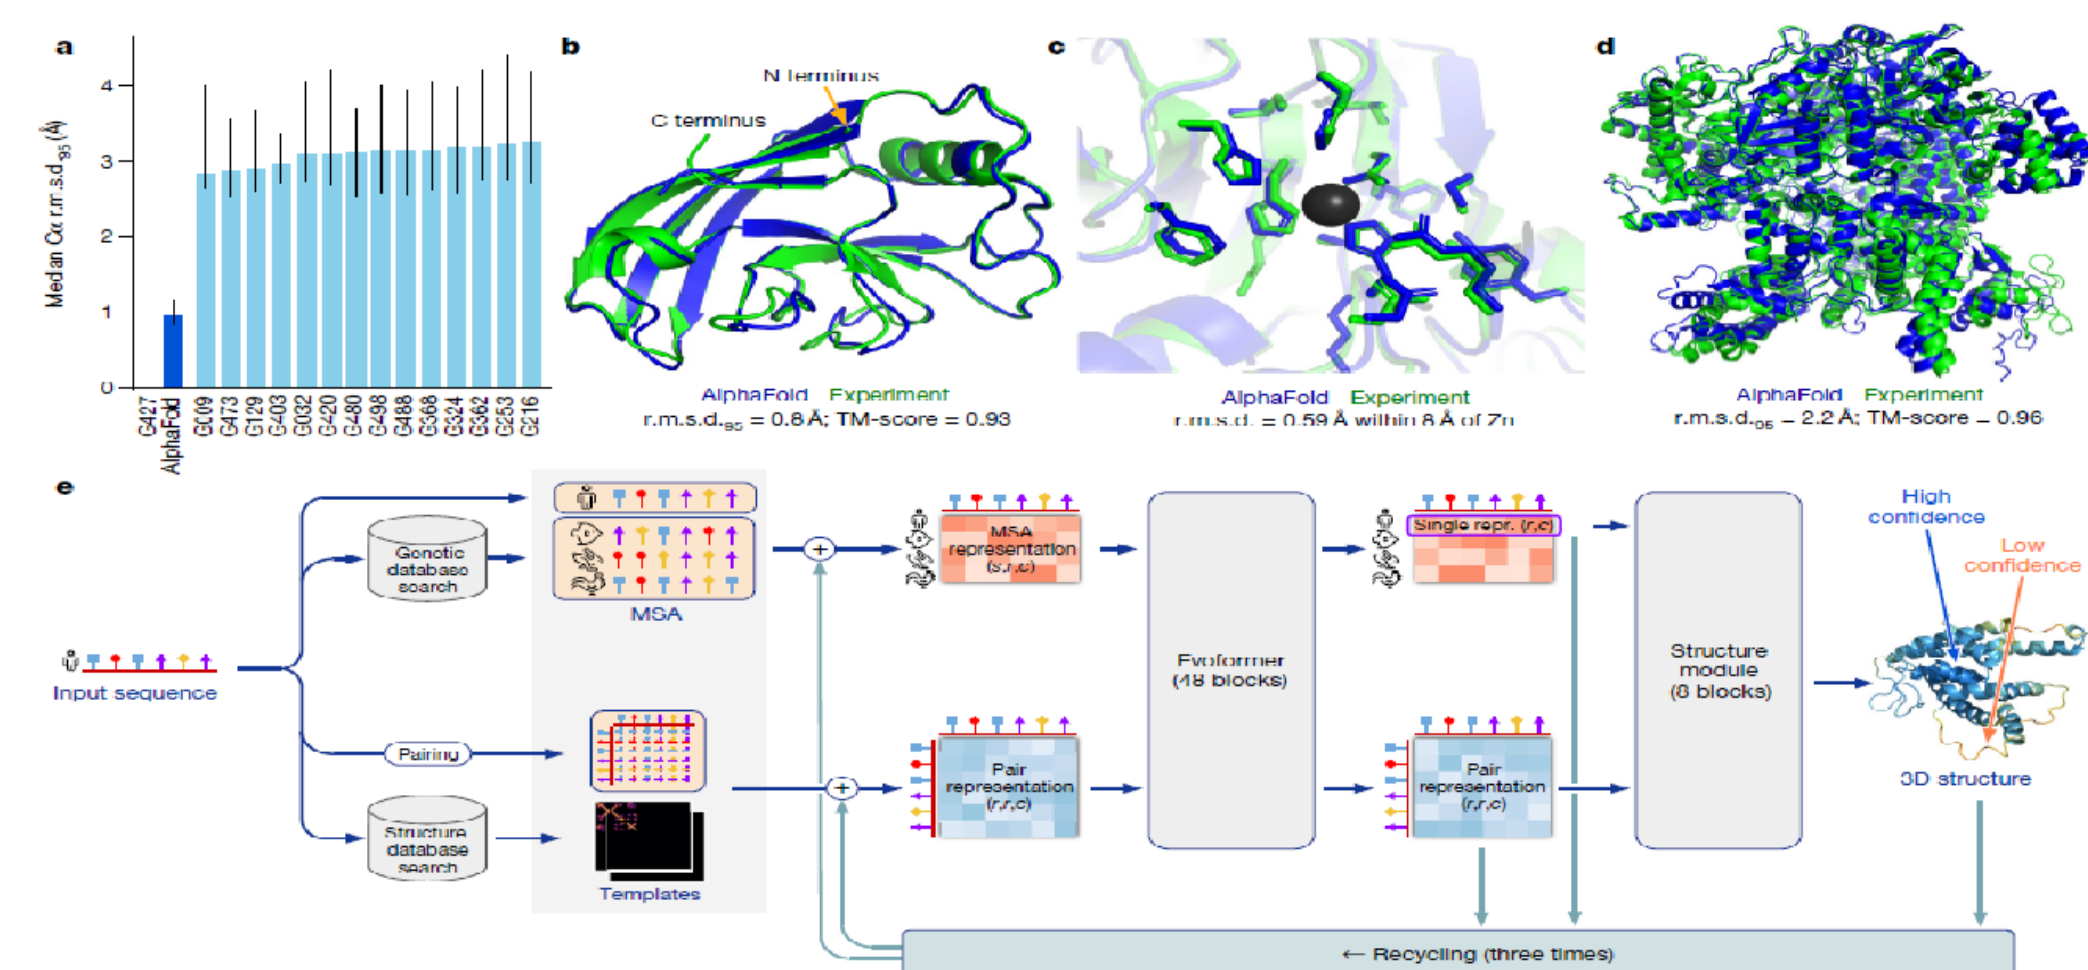 a
4
3
2
1
0
Median Cα r.m.s.d.95 (Å)
G427
AlphaFold
G009
G473
G129
G403
G032
G420
G480
G498
G488
G368
G324
G362
G253
G216
b
N terminus
C terminus
AlphaFold Experiment
r.m.s.d.95 = 0.8 Å; TM-score = 0.93
c
AlphaFold Experiment
r.m.s.d. = 0.59 Å within 8 Å of Zn
d
AlphaFold Experiment
r.m.s.d.95 = 2.2 Å; TM-score = 0.96
e
Input sequence
Genetic
database
search
MSA
Pairing
Structure
database
search
Templates
+
+
MSA
representation
(s,r,c)
Pair
representation
(r,r,c)
Evoformer
(48 blocks)
Single repr. (r,c)
Pair
representation
(r,r,c)
Structure
module
(8 blocks)
High
confidence
Low
confidence
3D structure
← Recycling (three times)